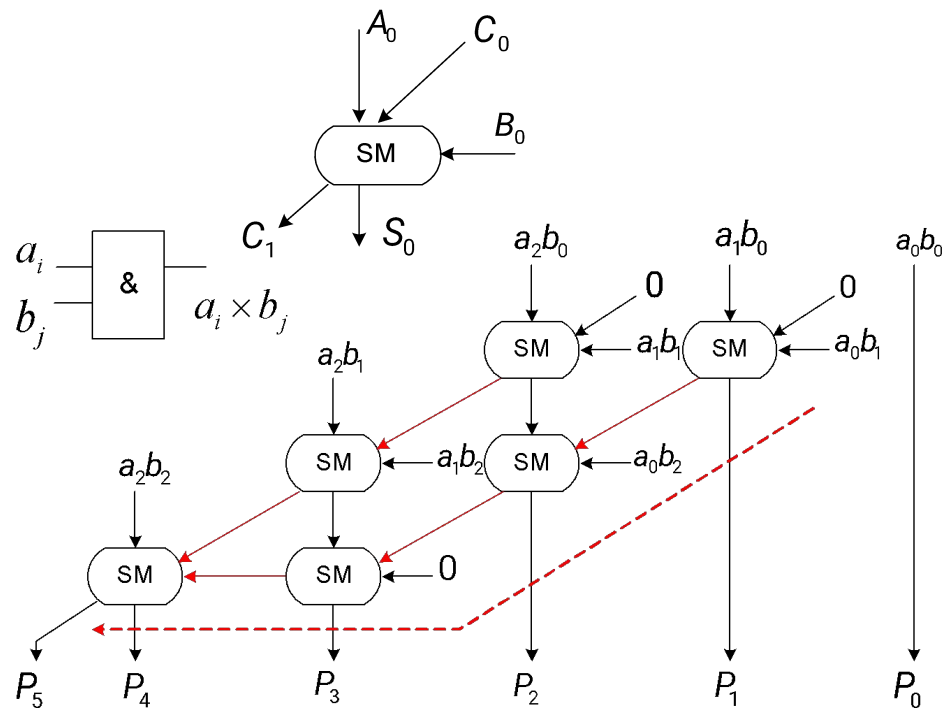 A₀ C₀
SM B₀
C₁ S₀
aᵢ & aᵢ × bⱼ
bⱼ
a₂b₀ a₁b₀ a₀b₀
0 0
SM a₁b₁ SM a₀b₁
a₂b₁
SM a₁b₂ SM a₀b₂
a₂b₂
SM SM 0
P₅ P₄ P₃ P₂ P₁ P₀